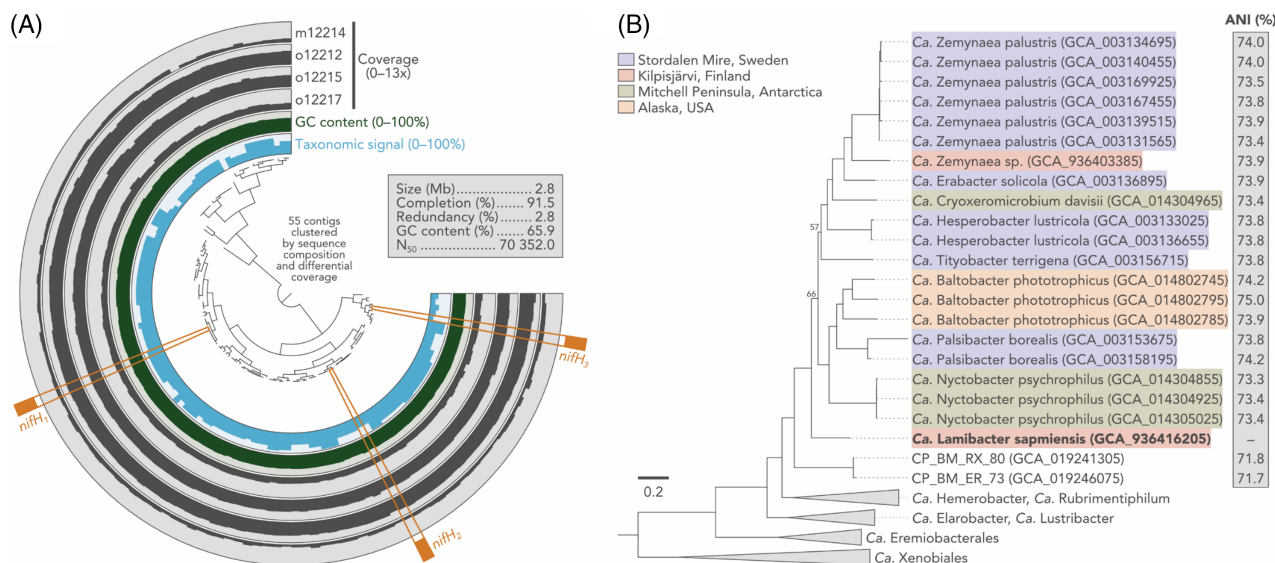 (A)
m12214
o12212
o12215
o12217
Coverage
(0–13x)
GC content (0–100%)
Taxonomic signal (0–100%)
Size (Mb)................... 2.8
Completion (%)........ 91.5
Redundancy (%)....... 2.8
GC content (%) ........ 65.9
N50 ................... 70 352.0
55 contigs
clustered
by sequence
composition
and differential
coverage
nifH1
nifH2
nifH3
(B)
Stordalen Mire, Sweden
Kilpisjärvi, Finland
Mitchell Peninsula, Antarctica
Alaska, USA
ANI (%)
Ca. Zemynaea palustris (GCA_003134695) 74.0
Ca. Zemynaea palustris (GCA_003140455) 74.0
Ca. Zemynaea palustris (GCA_003169925) 73.5
Ca. Zemynaea palustris (GCA_003167455) 73.8
Ca. Zemynaea palustris (GCA_003139515) 73.9
Ca. Zemynaea palustris (GCA_003131565) 73.4
Ca. Zemynaea sp. (GCA_936403385) 73.9
Ca. Erabacter solicola (GCA_003136895) 73.9
Ca. Cryoxeromicrobium davisii (GCA_014304965) 73.4
Ca. Hesperobacter lustricola (GCA_003133025) 73.8
Ca. Hesperobacter lustricola (GCA_003136655) 73.8
Ca. Tityobacter terrigena (GCA_003156715) 73.8
Ca. Baltobacter phototrophicus (GCA_014802745) 74.2
Ca. Baltobacter phototrophicus (GCA_014802795) 75.0
Ca. Baltobacter phototrophicus (GCA_014802785) 73.9
Ca. Palsibacter borealis (GCA_003153675) 73.8
Ca. Palsibacter borealis (GCA_003158195) 74.2
Ca. Nyctobacter psychrophilus (GCA_014304855) 73.3
Ca. Nyctobacter psychrophilus (GCA_014304925) 73.4
Ca. Nyctobacter psychrophilus (GCA_014305025) 73.4
Ca. Lamibacter sapmiensis (GCA_936416205) –
CP_BM_RX_80 (GCA_019241305) 71.8
CP_BM_ER_73 (GCA_019246075) 71.7
Ca. Hemerobacter, Ca. Rubrimentiphilum
Ca. Elarobacter, Ca. Lustribacter
Ca. Eremiobacterales
Ca. Xenobiales
57
66
0.2